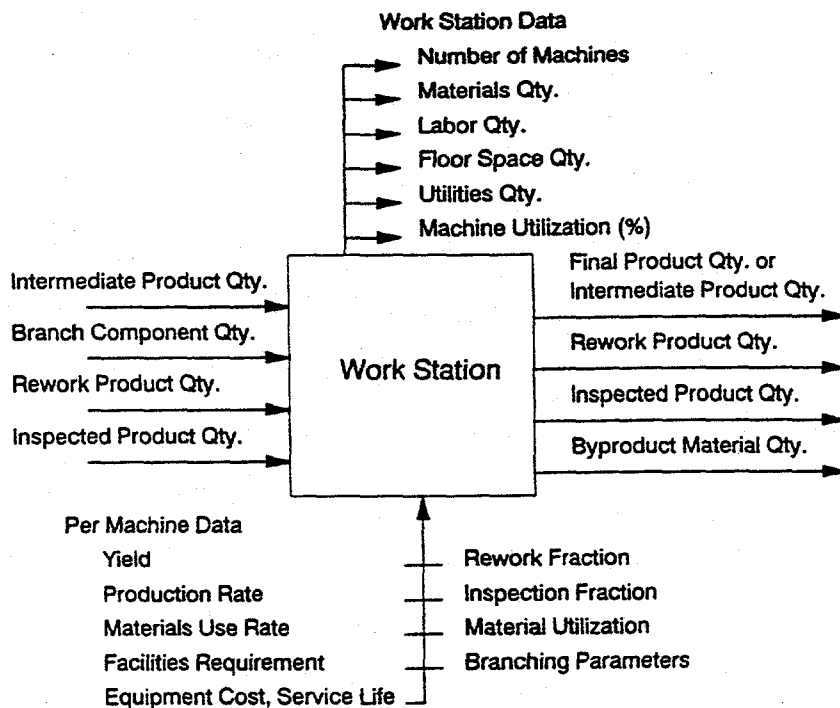 Work Station Data
Number of Machines
Materials Qty.
Labor Qty.
Floor Space Qty.
Utilities Qty.
Machine Utilization (%)
Intermediate Product Qty.
Branch Component Qty.
Rework Product Qty.
Inspected Product Qty.
Work Station
Final Product Qty. or
Intermediate Product Qty.
Rework Product Qty.
Inspected Product Qty.
Byproduct Material Qty.
Per Machine Data
Yield
Production Rate
Materials Use Rate
Facilities Requirement
Equipment Cost, Service Life
Rework Fraction
Inspection Fraction
Material Utilization
Branching Parameters